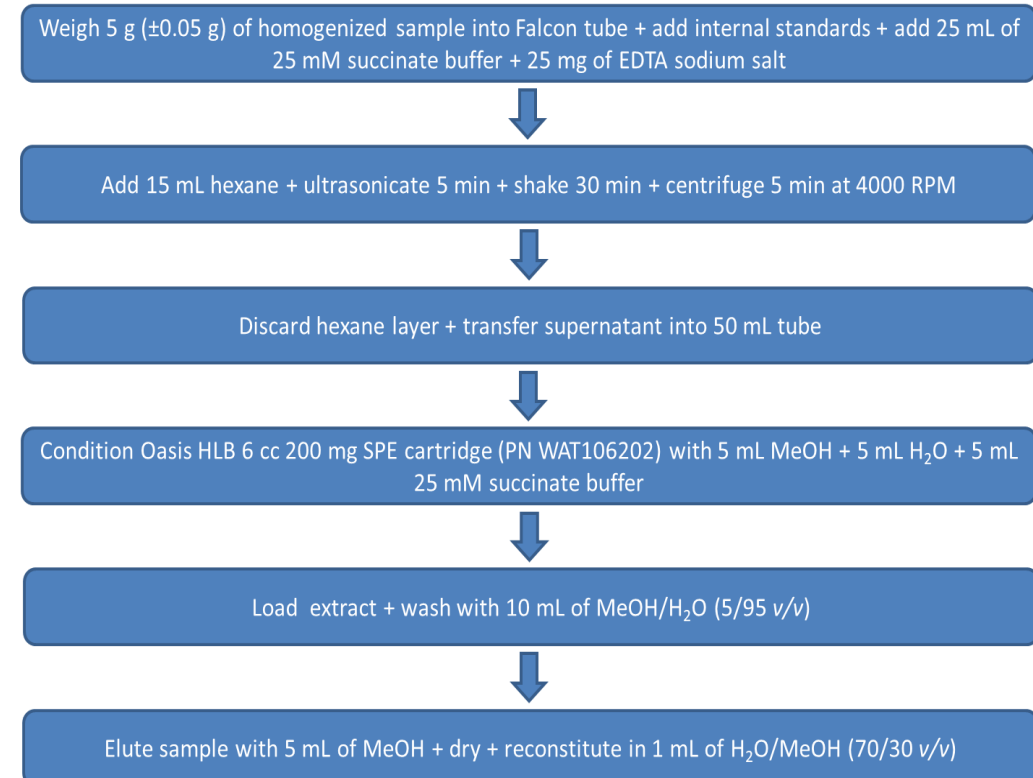 Weigh 5 g (±0.05 g) of homogenized sample into Falcon tube + add internal standards + add 25 mL of
25 mM succinate buffer + 25 mg of EDTA sodium salt
Add 15 mL hexane + ultrasonicate 5 min + shake 30 min + centrifuge 5 min at 4000 RPM
Discard hexane layer + transfer supernatant into 50 mL tube
Condition Oasis HLB 6 cc 200 mg SPE cartridge (PN WAT106202) with 5 mL MeOH + 5 mL H₂O + 5 mL
25 mM succinate buffer
Load extract + wash with 10 mL of MeOH/H₂O (5/95 v/v)
Elute sample with 5 mL of MeOH + dry + reconstitute in 1 mL of H₂O/MeOH (70/30 v/v)